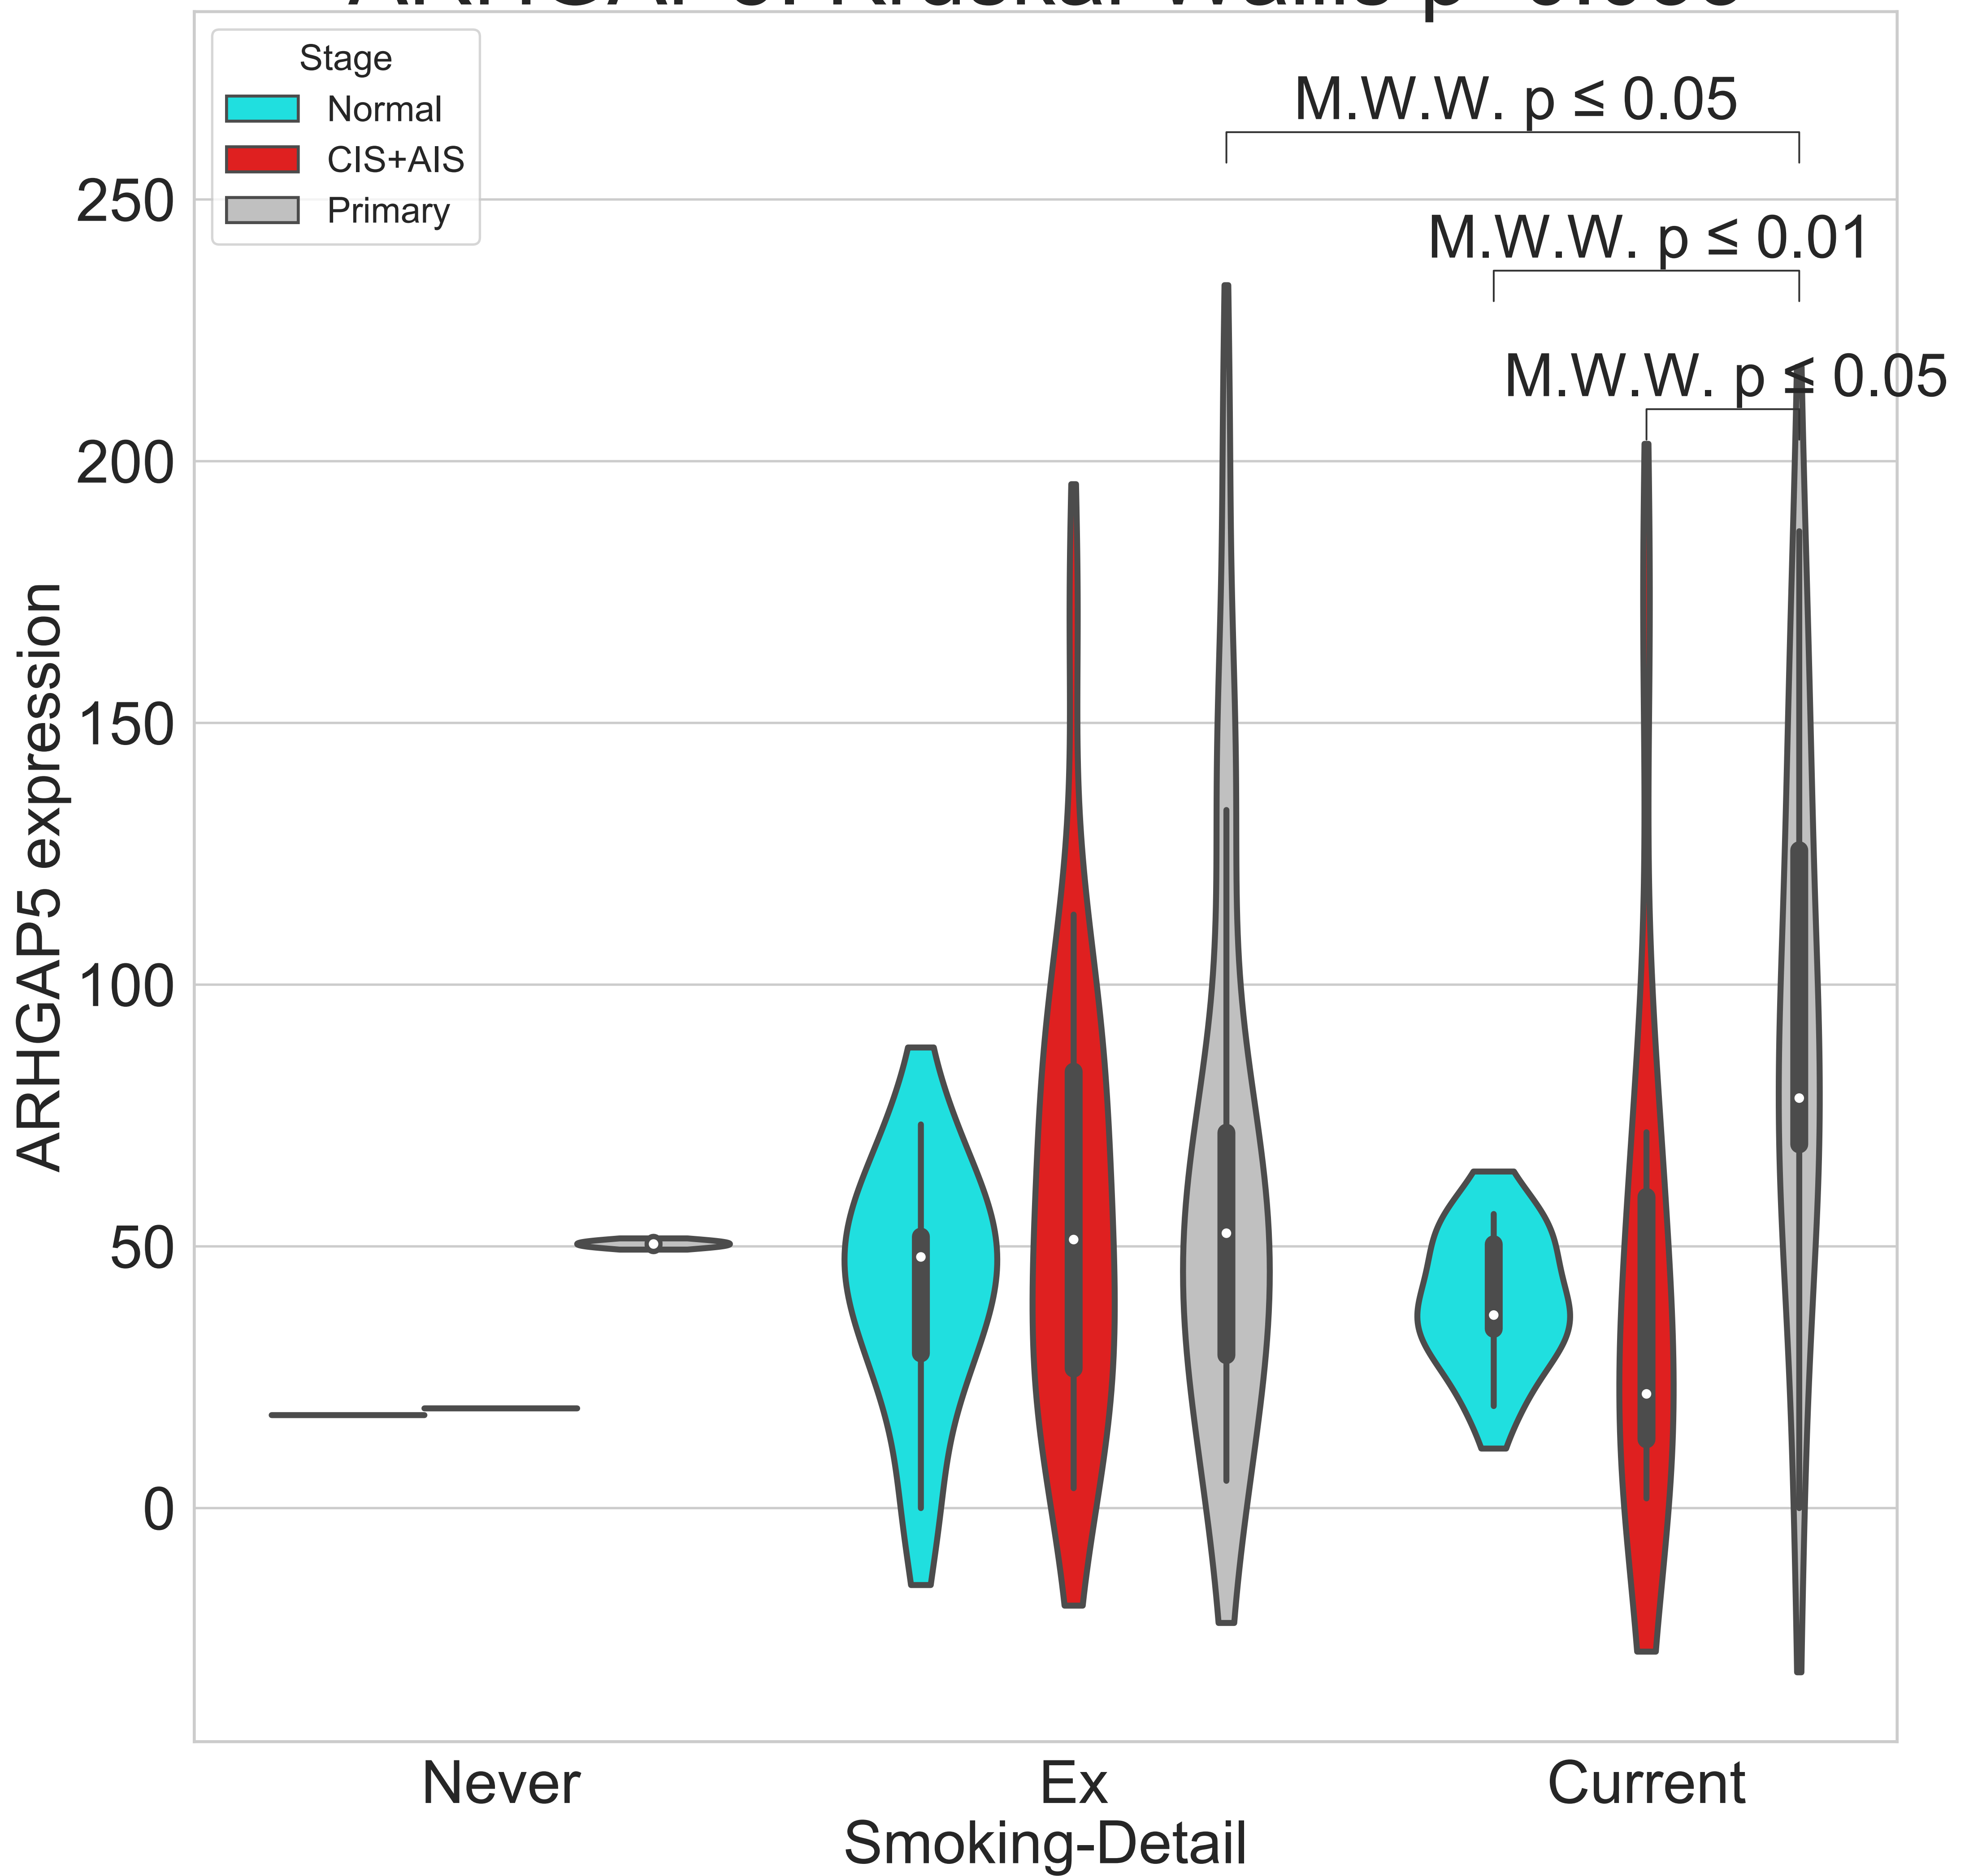 Stage
Normal
CIS+AIS
Primary
M.W.W. p ≤ 0.05
M.W.W. p ≤ 0.01
M.W.W. p ≤ 0.05
250
200
150
100
50
0
ARHGAP5 expression
Never
Ex
Current
Smoking-Detail